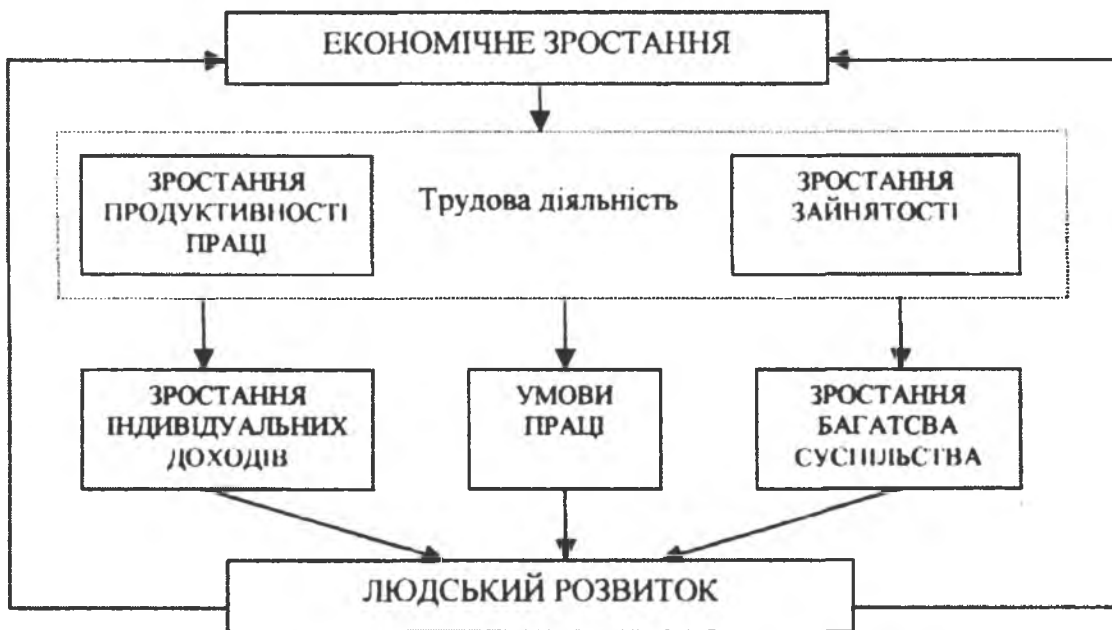 ЕКОНОМІЧНЕ ЗРОСТАННЯ
ЗРОСТАННЯ
ПРОДУКТИВНОСТІ
ПРАЦІ
Трудова діяльність
ЗРОСТАННЯ
ЗАЙНЯТОСТІ
ЗРОСТАННЯ
ІНДИВІДУАЛЬНИХ
ДОХОДІВ
УМОВИ
ПРАЦІ
ЗРОСТАННЯ
БАГАТСВА
СУСПІЛЬСТВА
ЛЮДСЬКИЙ РОЗВИТОК